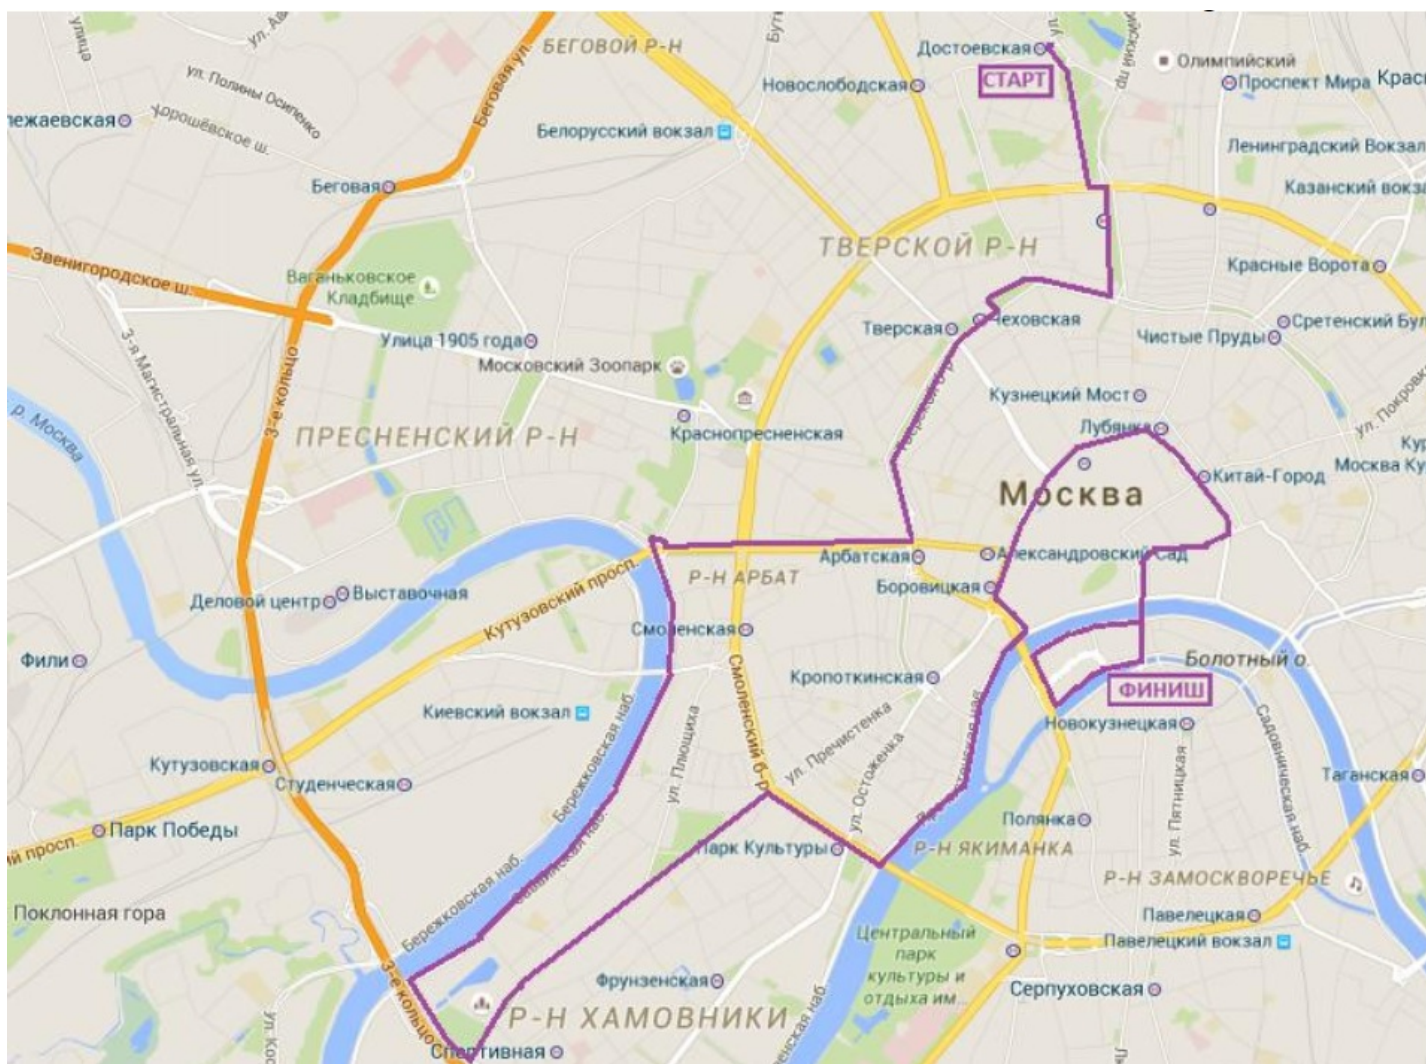 БЕГОВОЙ Р-Н
Достоевская
СТАРТ
Олимпийский
Новослободская
Проспект Мира
ул. Полины Осипенко
Беговая ул.
Хорошёвское ш.
Белорусский вокзал
Ленинградский Вокзал
Беговая
Звенигородское ш.
Ваганьковское
Кладбище
ТВЕРСКОЙ Р-Н
Красные Ворота
Тверская
Чеховская
Чистые Пруды
Улица 1905 года
Московский Зоопарк
3-я Магистральная ул.
3-е кольцо
Кузнецкий Мост
р. Москва
ПРЕСНЕНСКИЙ Р-Н
Краснопресненская
Лубянка
Китай-Город
Москва
Арбатская
Александровский Сад
Р-Н АРБАТ
Боровицкая
Деловой центр
Выставочная
Кутузовский просп.
Смоленская
Фили
Болотный о.
Кропоткинская
ФИНИШ
Киевский вокзал
Бережковская наб.
ул. Плющиха
Смоленский б-р
ул. Пречистенка
ул. Остоженка
Новокузнецкая
ул. Пятницкая
Садовническая наб.
Кутузовская
Студенческая
Таганская
Парк Победы
Полянка
Парк Культуры
Р-Н ЯКИМАНКА
Р-Н ЗАМОСКВОРЕЧЬЕ
Бережковская наб.
Поклонная гора
Павелецкая
Центральный
парк
культуры и
отдыха им...
Павелецкий вокзал
3-е кольцо
Фрунзенская
Серпуховская
Р-Н ХАМОВНИКИ
Спортивная